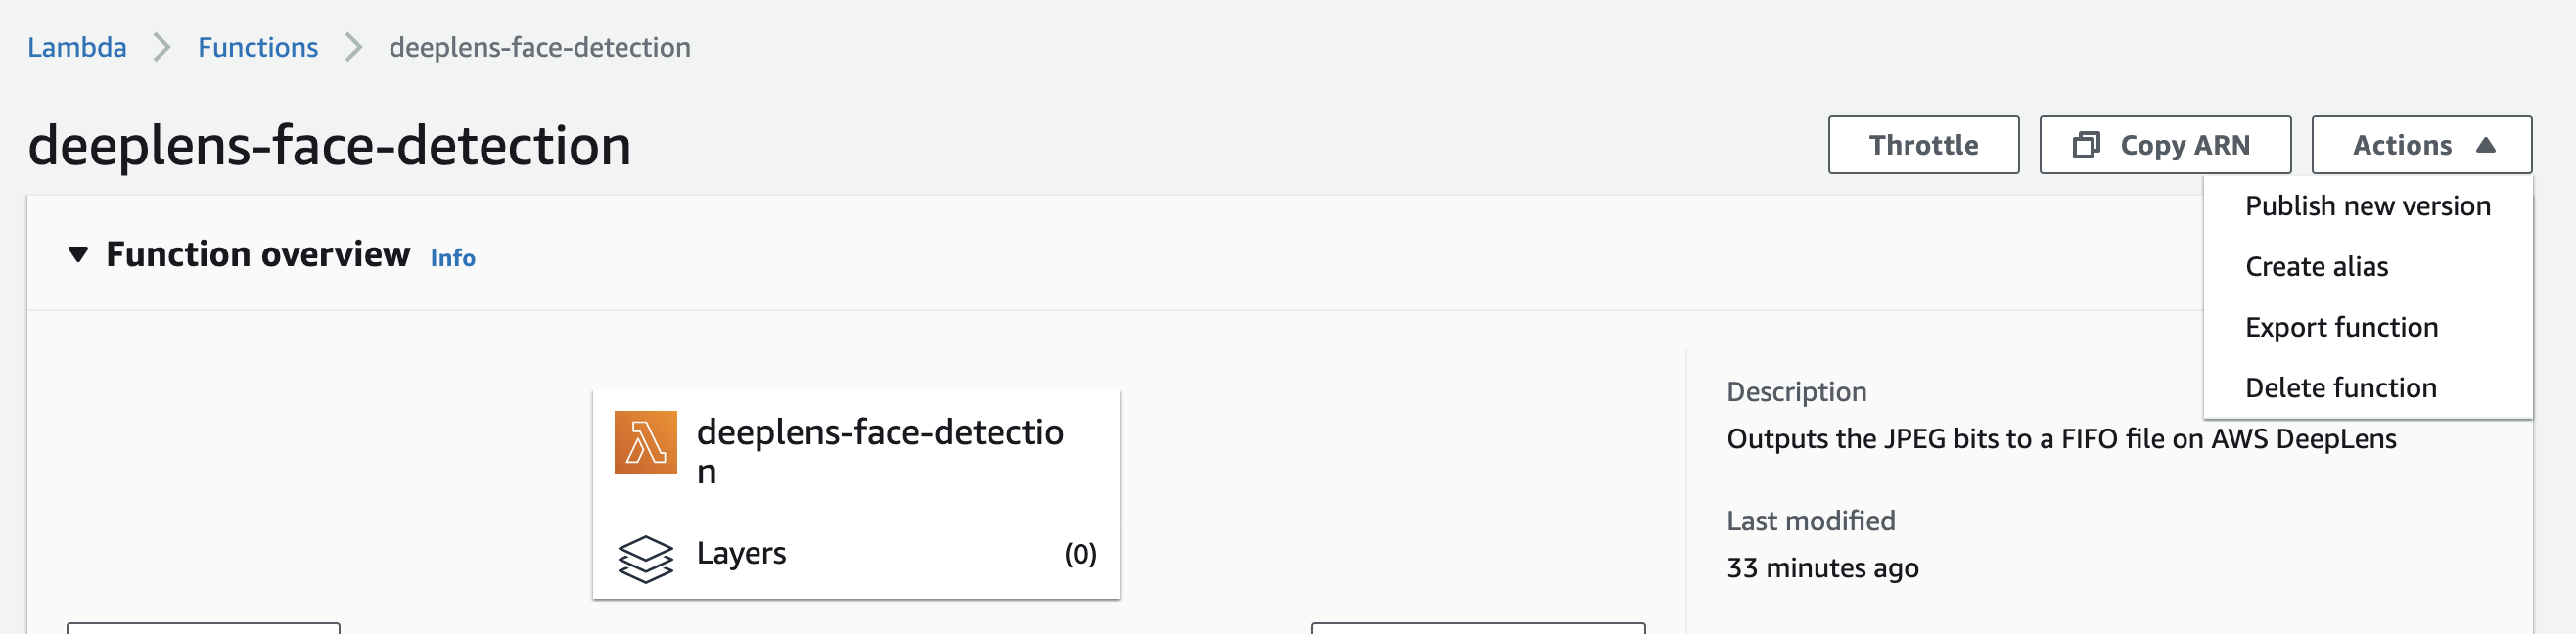 Lambda Functions deeplens-face-detection
deeplens-face-detection
Throttle Copy ARN Actions
Publish new version
Create alias
Export function
Delete function
Function overview Info
deeplens-face-detectio
n
Layers (0)
Description
Outputs the JPEG bits to a FIFO file on AWS DeepLens
Last modified
33 minutes ago